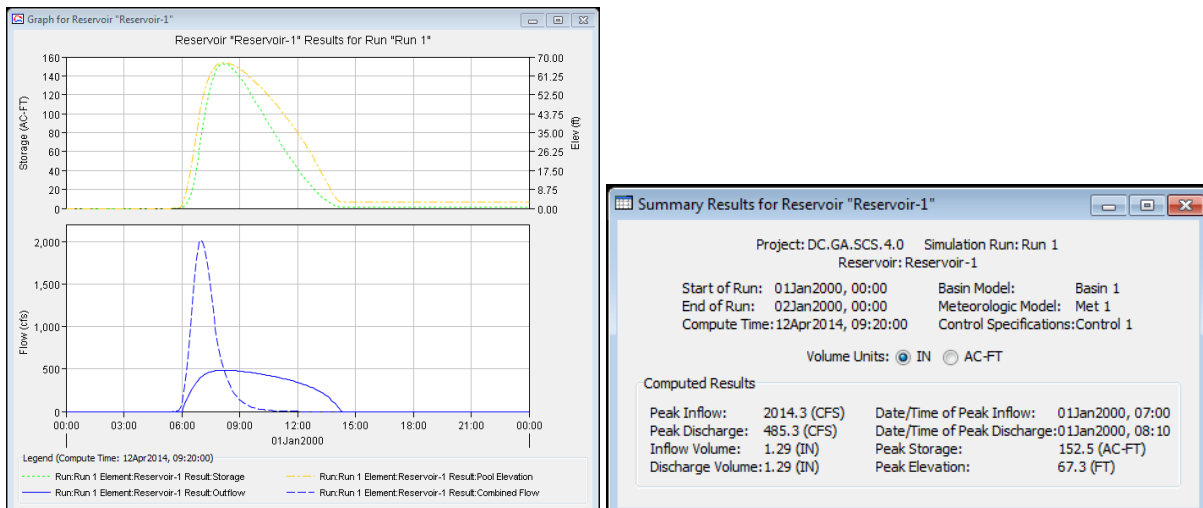 Graph for Reservoir "Reservoir-1"
Reservoir "Reservoir-1" Results for Run "Run 1"
160
140
120
100
80
60
40
20
0
Storage (AC-FT)
70.00
61.25
52.50
43.75
35.00
26.25
17.50
8.75
0.00
Elev (ft)
2,000
1,500
1,000
500
0
Flow (cfs)
00:00 03:00 06:00 09:00 12:00 15:00 18:00 21:00 00:00
01Jan2000
Legend (Compute Time: 12Apr2014, 09:20:00)
Run:Run 1 Element:Reservoir-1 Result:Storage Run:Run 1 Element:Reservoir-1 Result:Pool Elevation
Run:Run 1 Element:Reservoir-1 Result:Outflow Run:Run 1 Element:Reservoir-1 Result:Combined Flow
Summary Results for Reservoir "Reservoir-1"
Project: DC.GA.SCS.4.0 Simulation Run: Run 1
Reservoir: Reservoir-1
Start of Run: 01Jan2000, 00:00 Basin Model: Basin 1
End of Run: 02Jan2000, 00:00 Meteorologic Model: Met 1
Compute Time:12Apr2014, 09:20:00 Control Specifications:Control 1
Volume Units: IN AC-FT
Computed Results
Peak Inflow: 2014.3 (CFS) Date/Time of Peak Inflow: 01Jan2000, 07:00
Peak Discharge: 485.3 (CFS) Date/Time of Peak Discharge:01Jan2000, 08:10
Inflow Volume: 1.29 (IN) Peak Storage: 152.5 (AC-FT)
Discharge Volume:1.29 (IN) Peak Elevation: 67.3 (FT)